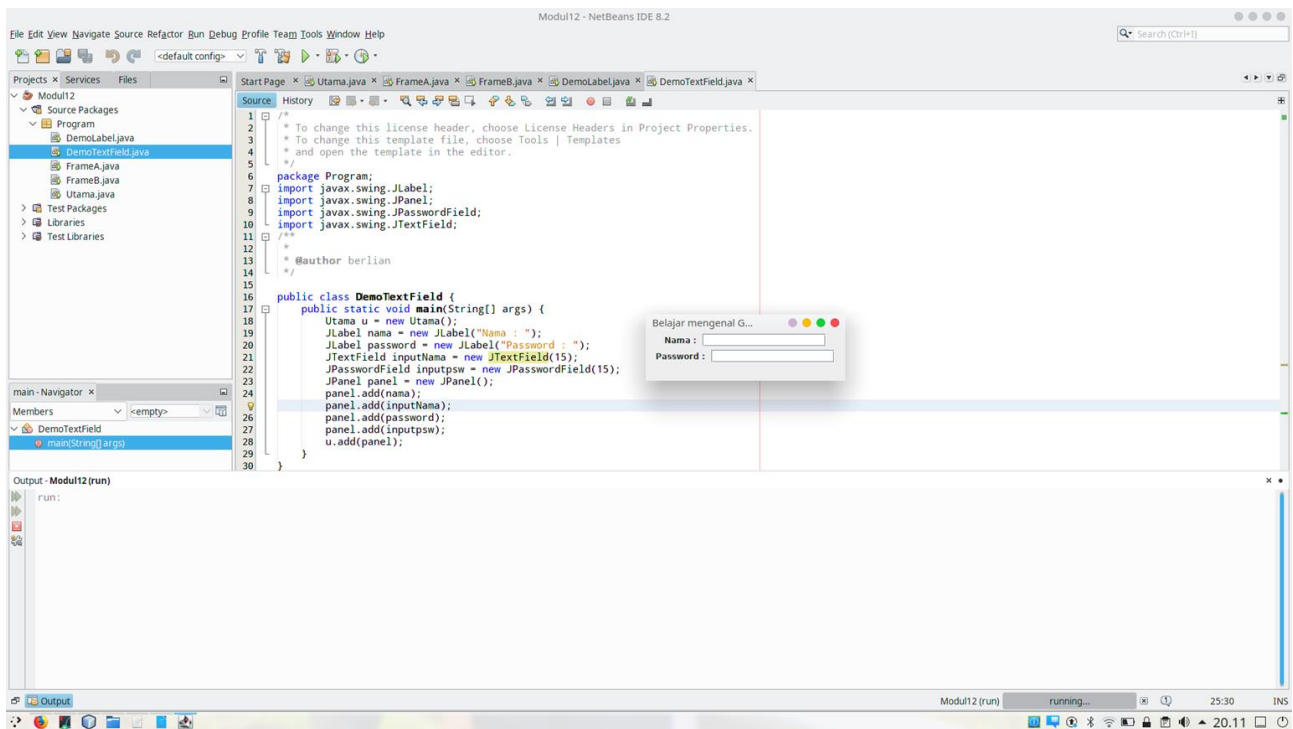 Modul12 - NetBeans IDE 8.2
File Edit View Navigate Source Refactor Run Debug Profile Team Tools Window Help
Search (Ctrl+I)
<default config>
Projects × Services Files
Start Page × Utama.java × FrameA.java × FrameB.java × DemoLabel.java × DemoTextField.java ×
Modul12
Source Packages
Program
DemoLabel.java
DemoTextField.java
FrameA.java
FrameB.java
Utama.java
Test Packages
Libraries
Test Libraries
Source History
1 /*
2 * To change this license header, choose License Headers in Project Properties.
3 * To change this template file, choose Tools | Templates
4 * and open the template in the editor.
5 */
6 package Program;
7 import javax.swing.JLabel;
8 import javax.swing.JPanel;
9 import javax.swing.JPasswordField;
10 import javax.swing.JTextField;
11 /**
12 *
13 * @author berlian
14 */
15
16 public class DemoTextField {
17 public static void main(String[] args) {
18 Utama u = new Utama();
19 JLabel nama = new JLabel("Nama : ");
20 JLabel password = new JLabel("Password : ");
21 JTextField inputNama = new JTextField(15);
22 JPasswordField inputpsw = new JPasswordField(15);
23 JPanel panel = new JPanel();
24 panel.add(nama);
panel.add(inputNama);
26 panel.add(password);
27 panel.add(inputpsw);
28 u.add(panel);
29 }
30 }
Belajar mengenal G...
Nama :
Password :
main - Navigator ×
Members <empty>
DemoTextField
main(String[] args)
Output - Modul12 (run)
run:
Output
Modul12 (run) running... 25:30 INS
20.11